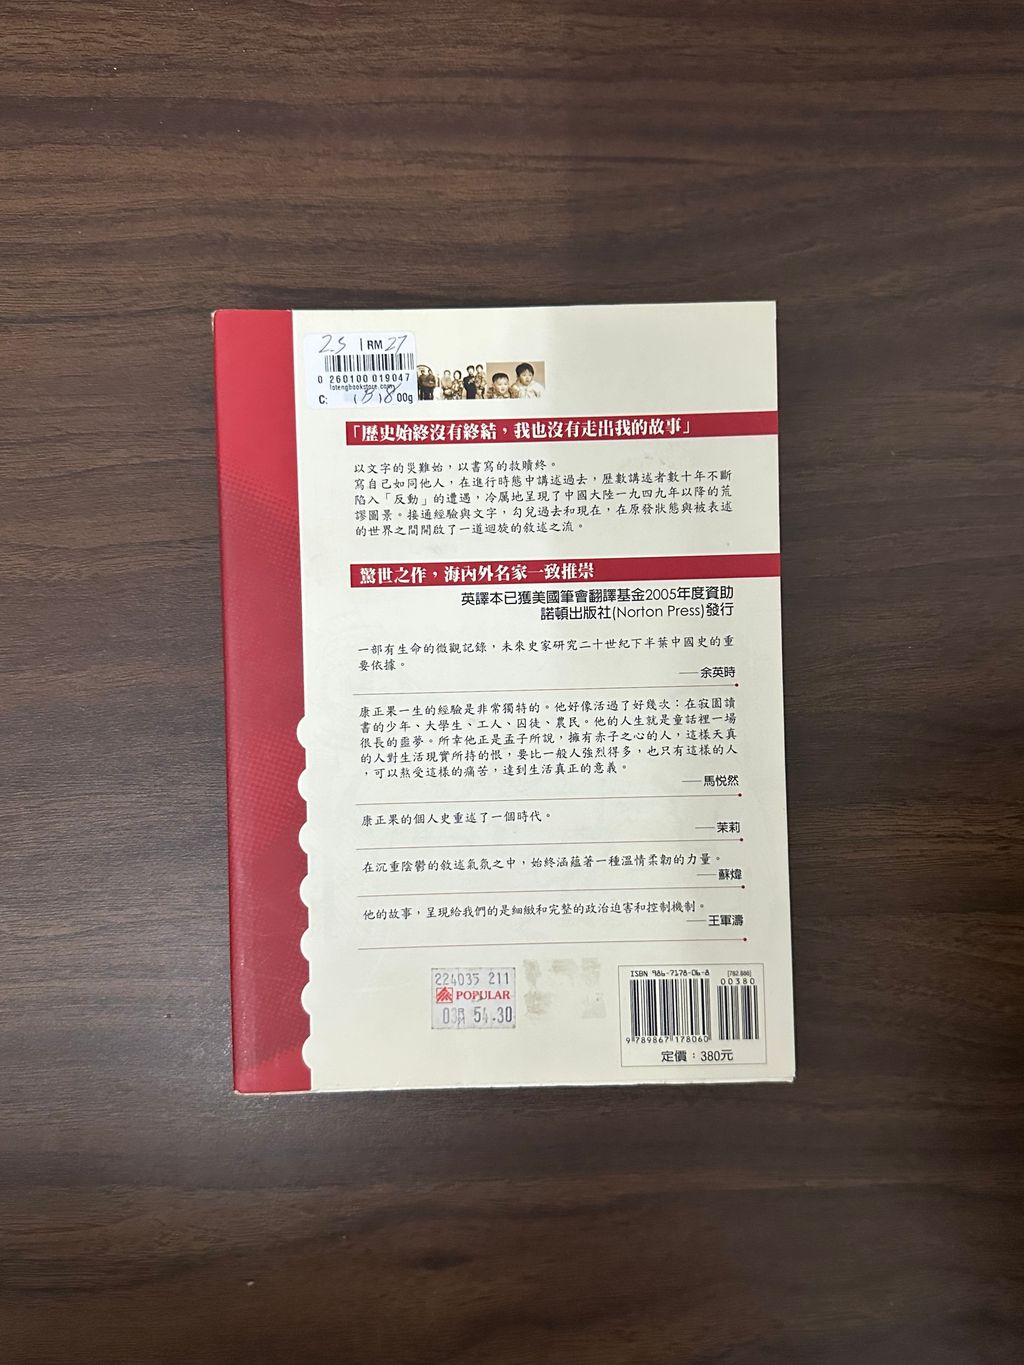 2.5 | RM 27
0 260100 019047
lotengbookstore.com
C: 00g
「歷史始終沒有終結，我也沒有走出我的故事」
以文字的災難始，以書寫的救贖終。
寫自己如同他人，在進行時態中講述過去，歷數講述者數十年不斷
陷入「反動」的遭遇，冷厲地呈現了中國大陸一九四九年以降的荒
謬圖景。接通經驗與文字，勾兌過去和現在，在原發狀態與被表述
的世界之間開啟了一道迴旋的敘述之流。
驚世之作，海內外名家一致推崇
英譯本已獲美國筆會翻譯基金2005年度資助
諾頓出版社(Norton Press)發行
一部有生命的微觀記錄，未來史家研究二十世紀下半葉中國史的重
要依據。
——余英時
康正果一生的經驗是非常獨特的。他好像活過了好幾次：在寂園讀
書的少年、大學生、工人、囚徒、農民。他的人生就是童話裡一場
很長的噩夢。所幸他正是孟子所說，擁有赤子之心的人，這樣天真
的人對生活現實所持的恨，要比一般人強烈得多，也只有這樣的人
，可以熬受這樣的痛苦，達到生活真正的意義。
——馬悅然
康正果的個人史重述了一個時代。
——茉莉
在沉重陰鬱的敘述氣氛之中，始終涵蘊著一種溫情柔韌的力量。
——蘇煒
他的故事，呈現給我們的是細緻和完整的政治迫害和控制機制。
——王軍濤
224035 211
POPULAR
54.30
ISBN 986-7178-06-8
[782.886]
00380
9 789867 178060
定價：380元